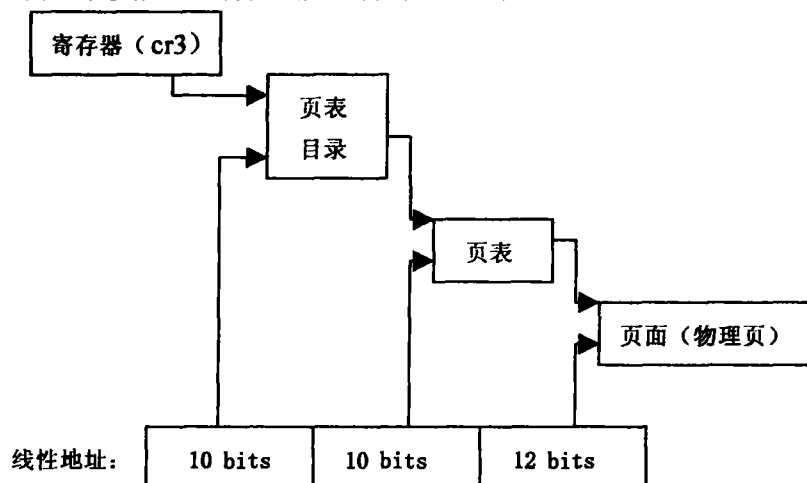 寄存器（cr3）
页表
目录
页表
页面（物理页）
线性地址： 10 bits 10 bits 12 bits